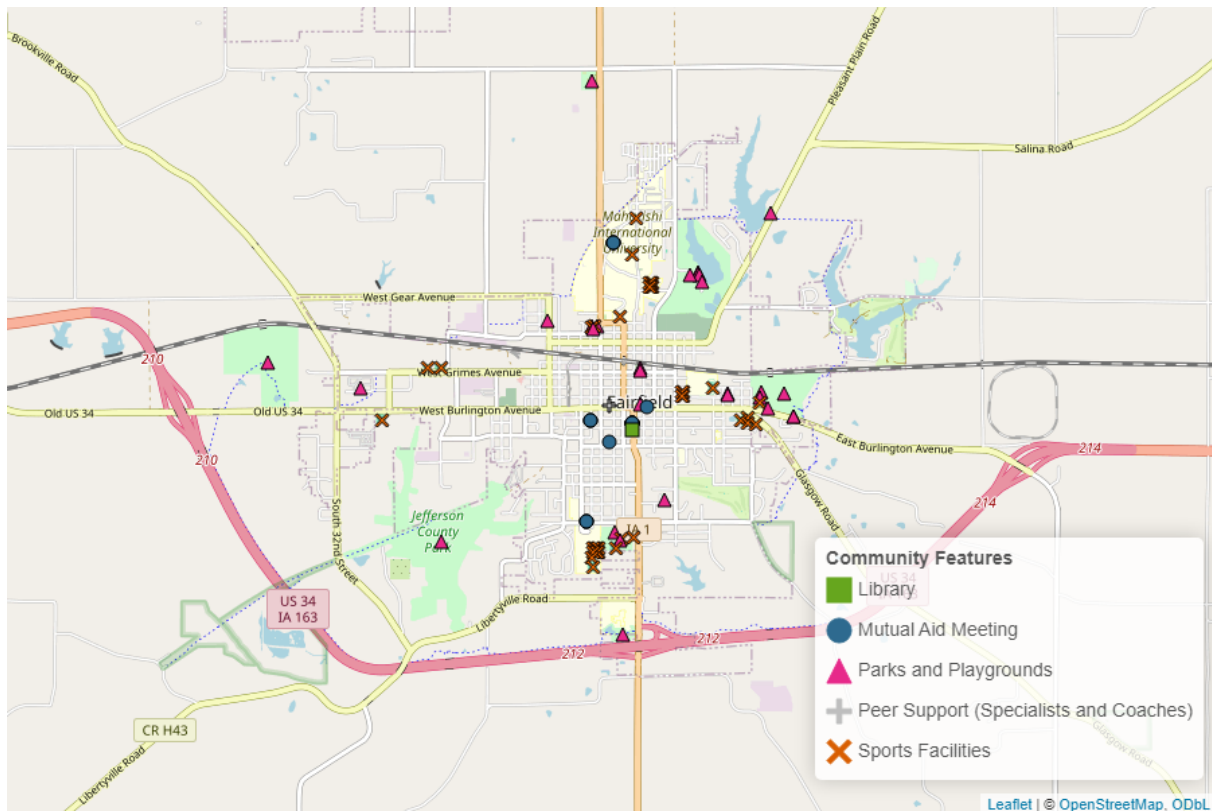 Brookville Road
Pleasant Plain Road
Salina Road
Maharishi
International
University
West Gear Avenue
210
West Grimes Avenue
Old US 34
Old US 34
West Burlington Avenue
Fairfield
East Burlington Avenue
214
210
Glasgow Road
214
South 32nd Street
Jefferson
County
Park
IA 1
US 34
IA 163
Libertyville Road
212
212
CR H43
Libertyville Road
Glasgow Road
US 34
Community Features
Library
Mutual Aid Meeting
Parks and Playgrounds
Peer Support (Specialists and Coaches)
Sports Facilities
Leaflet | © OpenStreetMap, ODbL